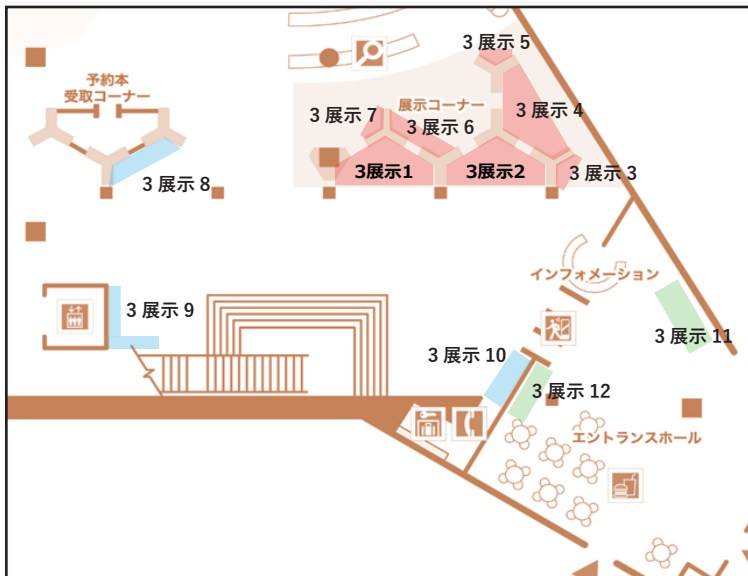 3 展示 5
予約本
受取コーナー
3 展示 7
展示コーナー
3 展示 4
3 展示 6
3展示1
3展示2
3 展示 3
3 展示 8
インフォメーション
3 展示 9
3 展示 11
3 展示 10
3 展示 12
エントランスホール